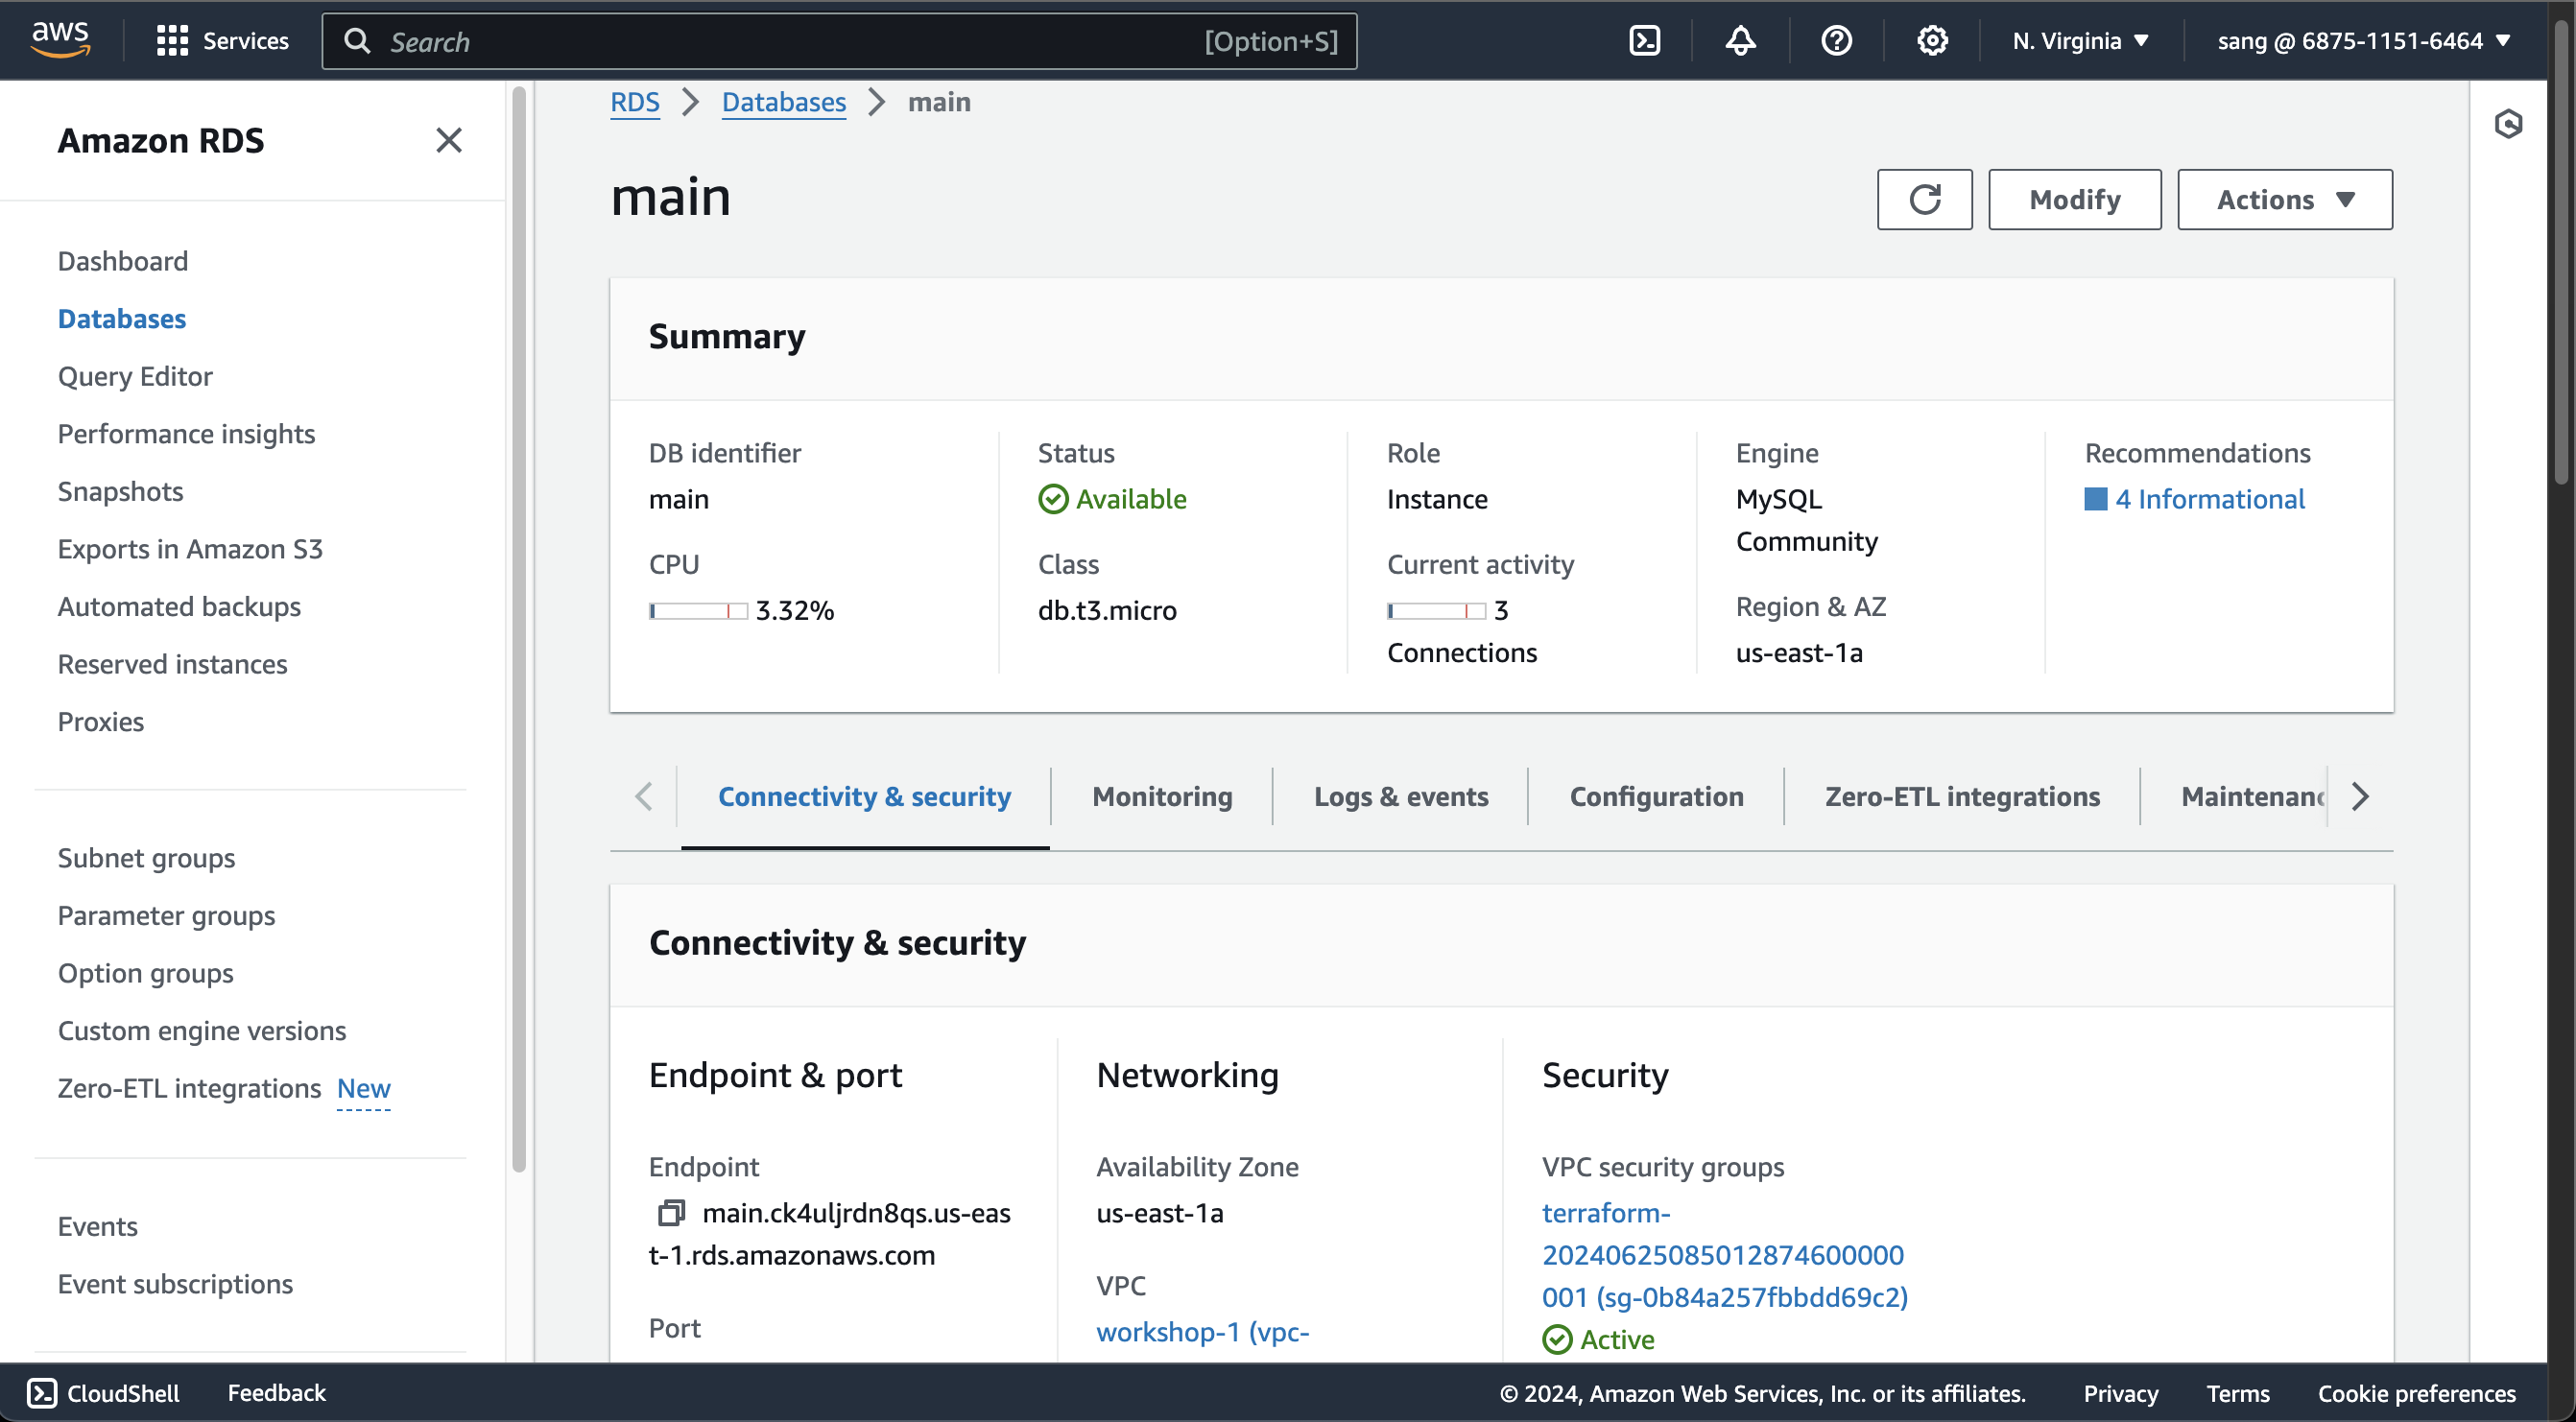 aws
Services
Search
[Option+S]
N. Virginia
sang @ 6875-1151-6464
Amazon RDS
Dashboard
Databases
Query Editor
Performance insights
Snapshots
Exports in Amazon S3
Automated backups
Reserved instances
Proxies
Subnet groups
Parameter groups
Option groups
Custom engine versions
Zero-ETL integrations New
Events
Event subscriptions
RDS
Databases
main
main
Modify
Actions
Summary
DB identifier
main
CPU
3.32%
Status
Available
Class
db.t3.micro
Role
Instance
Current activity
3
Connections
Engine
MySQL
Community
Region & AZ
us-east-1a
Recommendations
4 Informational
Connectivity & security
Monitoring
Logs & events
Configuration
Zero-ETL integrations
Maintenanc
Connectivity & security
Endpoint & port
Endpoint
main.ck4uljrdn8qs.us-eas
t-1.rds.amazonaws.com
Port
Networking
Availability Zone
us-east-1a
VPC
workshop-1 (vpc-
Security
VPC security groups
terraform-
20240625085012874600000
001 (sg-0b84a257fbbdd69c2)
Active
CloudShell
Feedback
© 2024, Amazon Web Services, Inc. or its affiliates.
Privacy
Terms
Cookie preferences